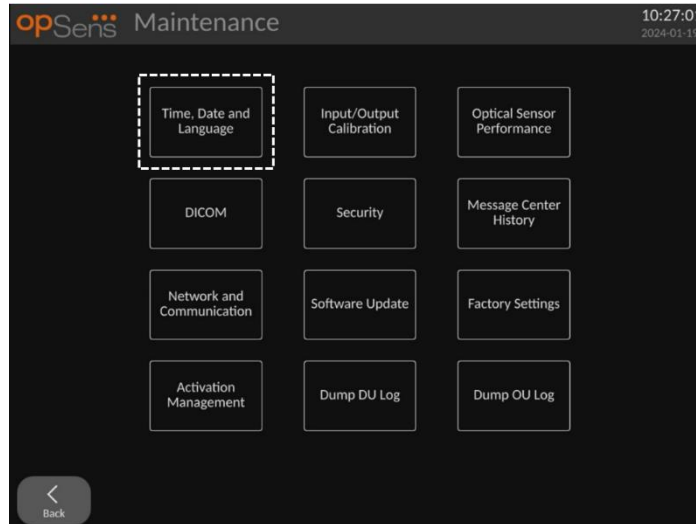 opSens Maintenance
10:27:0
2024-01-19
Time, Date and
Language
Input/Output
Calibration
Optical Sensor
Performance
DICOM
Security
Message Center
History
Network and
Communication
Software Update
Factory Settings
Activation
Management
Dump DU Log
Dump OU Log
Back